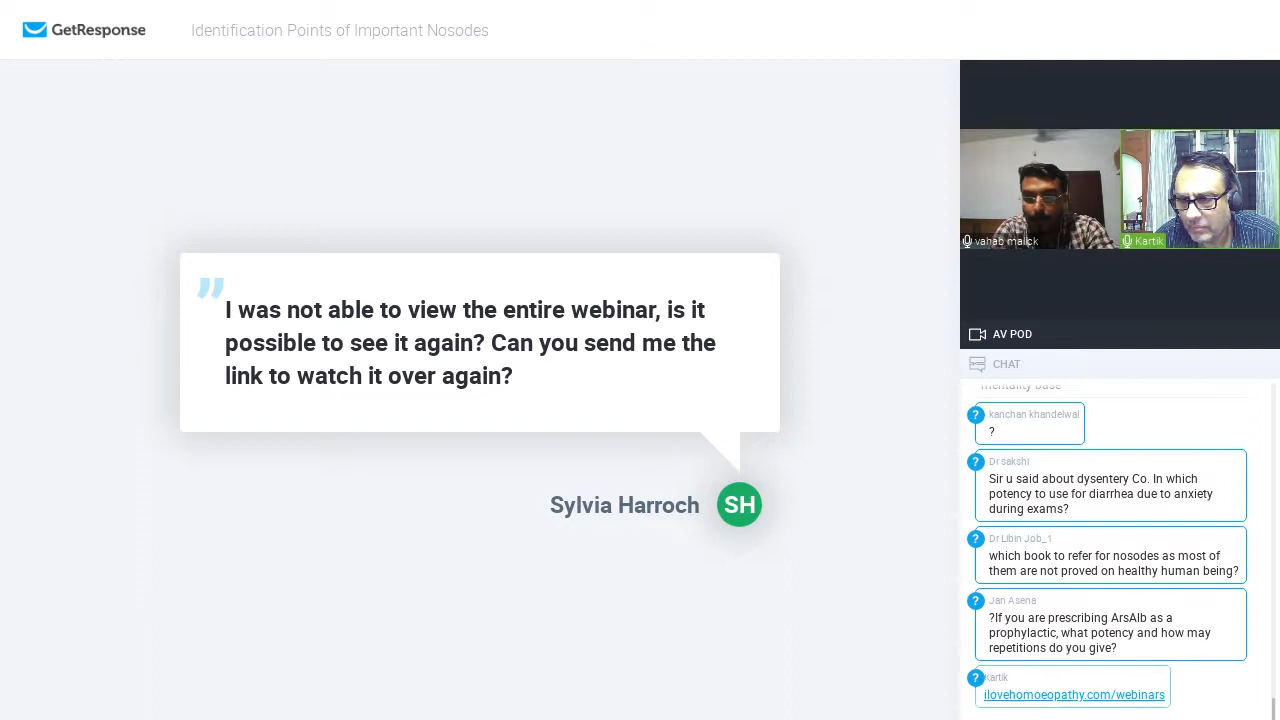 GetResponse
Identification Points of Important Nosodes
I was not able to view the entire webinar, is it
possible to see it again? Can you send me the
link to watch it over again?
Sylvia Harroch
SH
vahab malick
Kartik
AV POD
CHAT
mentality base
kanchan khandelwal
?
Dr sakshi
Sir u said about dysentery Co. In which
potency to use for diarrhea due to anxiety
during exams?
Dr Libin Job_1
which book to refer for nosodes as most of
them are not proved on healthy human being?
Jan Asena
?If you are prescribing ArsAlb as a
prophylactic, what potency and how may
repetitions do you give?
Kartik
ilovehomoeopathy.com/webinars